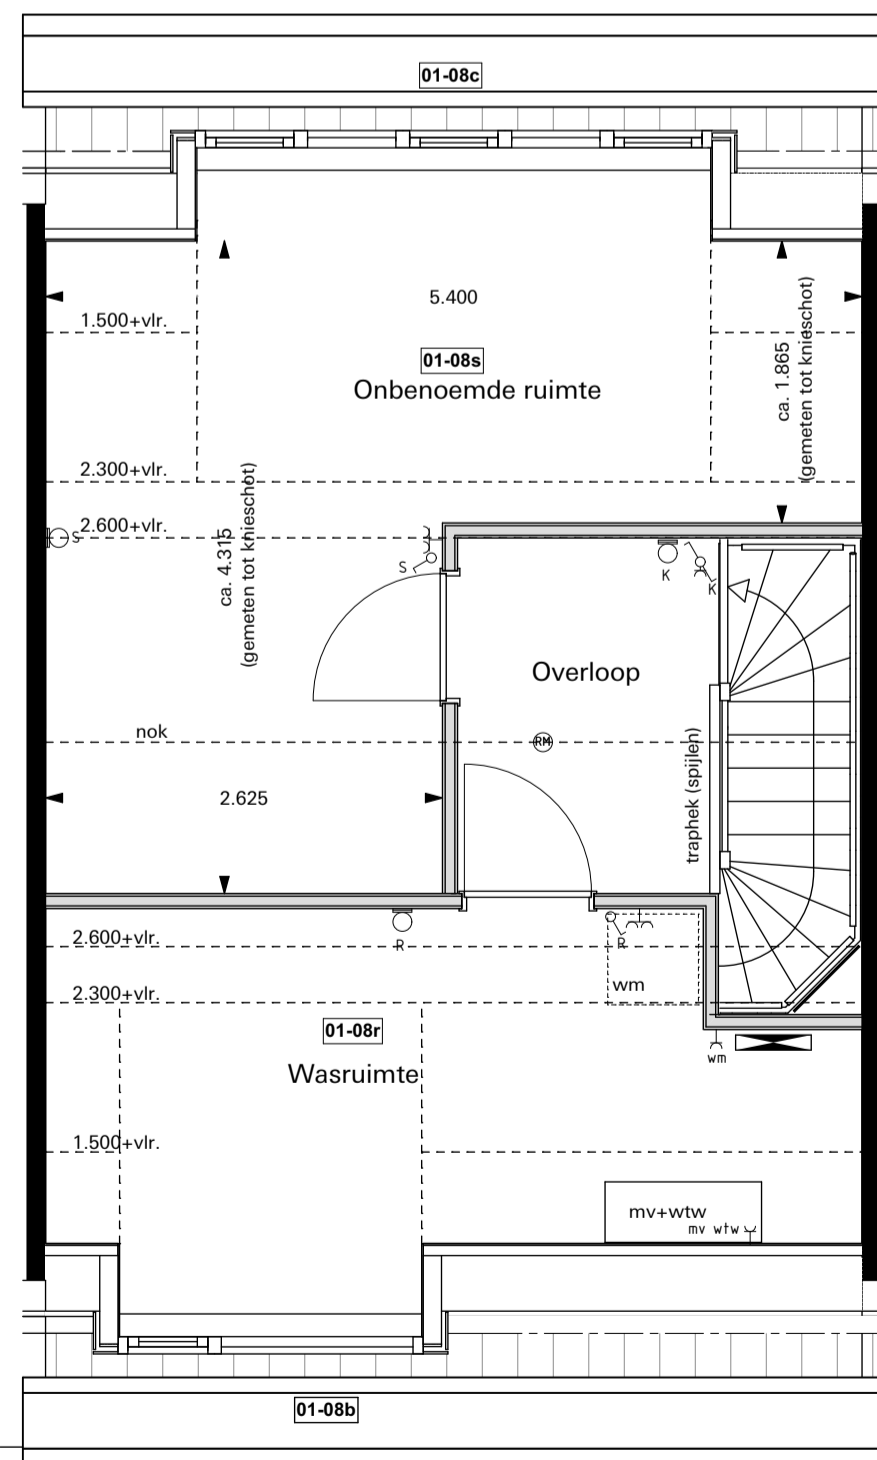 01-08c
5.400
1.500+vlr.
01-08s
Onbenoemde ruimte
ca. 1.865
(gemeten tot knieschot)
2.300+vlr.
2.600+vlr.
S
ca. 4.315
(gemeten tot knieschot)
S
K
K
Overloop
nok
RM
traphek (spijlen)
2.625
R
R
2.600+vlr.
wm
2.300+vlr.
01-08r
wm
Wasruimte
1.500+vlr.
mv+wtw
mv wtw
01-08b